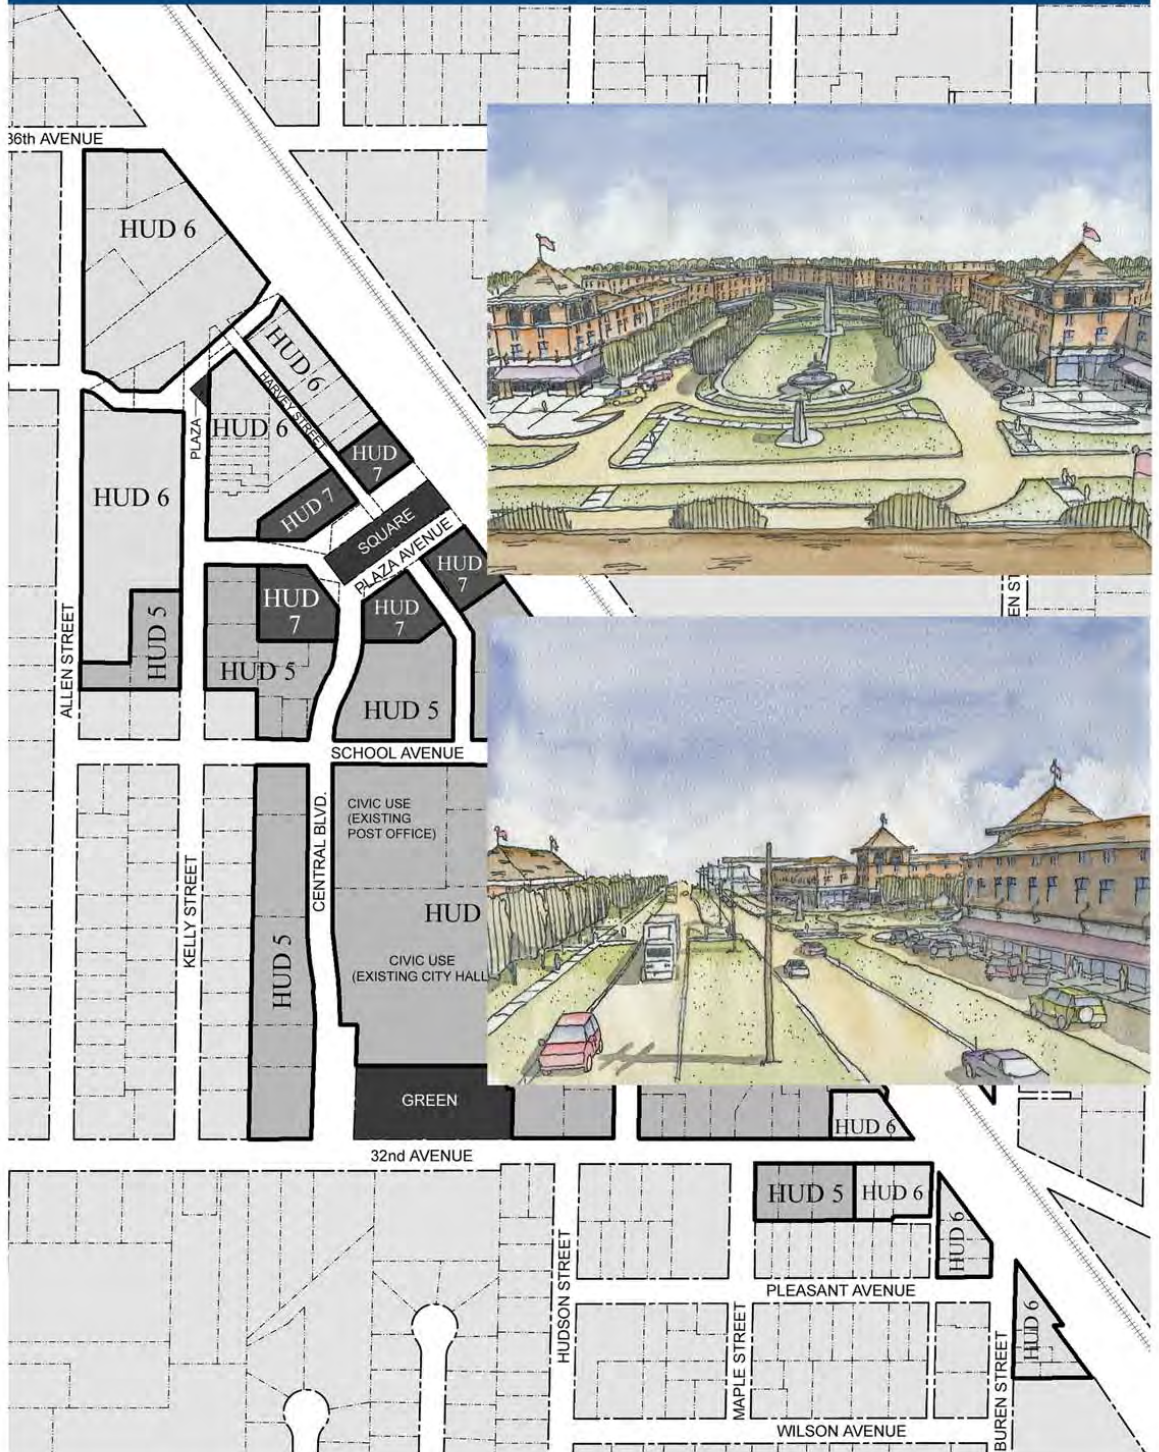 36th AVENUE
HUD 6
HUD 6
HARVEY STREET
PLAZA
HUD 6
HUD
7
HUD 6
HUD 7
SQUARE
PLAZA AVENUE
HUD
7
HUD
7
HUD
7
HUD 5
ALLEN STREET
HUD 5
HUD 5
SCHOOL AVENUE
CIVIC USE
(EXISTING
POST OFFICE)
CENTRAL BLVD.
KELLY STREET
HUD
HUD 5
CIVIC USE
(EXISTING CITY HALL
GREEN
HUD 6
32nd AVENUE
HUD 5
HUD 6
HUD 6
HUDSON STREET
PLEASANT AVENUE
MAPLE STREET
HUD 6
BUREN STREET
WILSON AVENUE